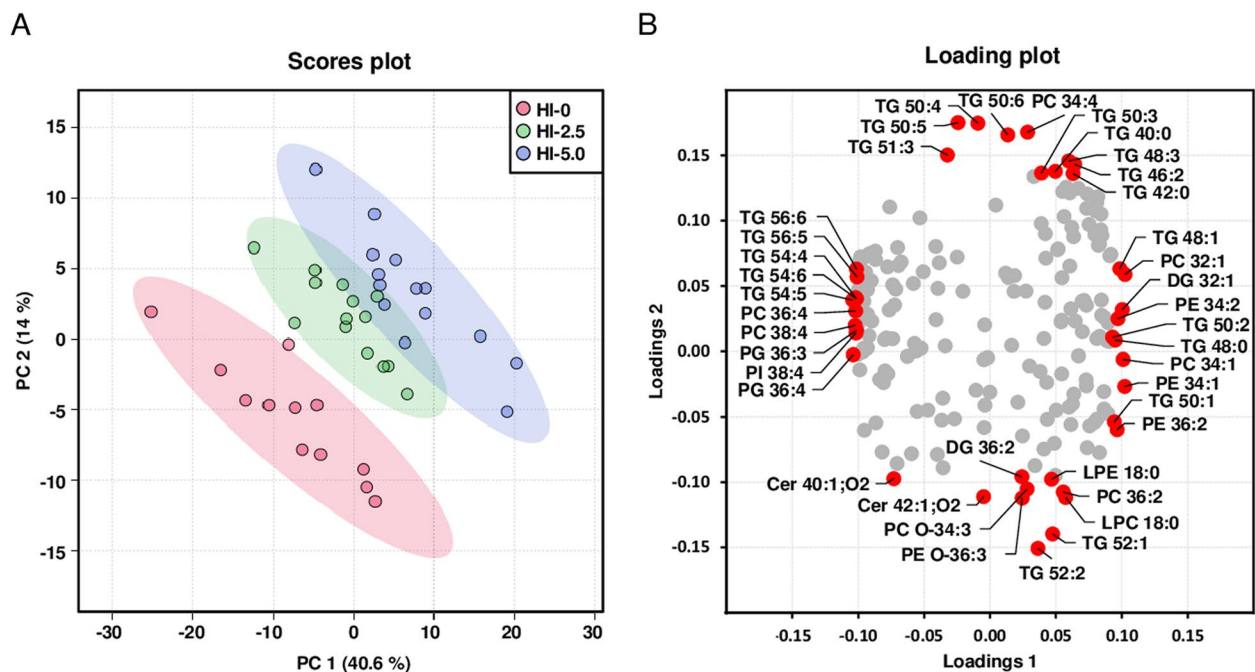 A
Scores plot
HI-0
HI-2.5
HI-5.0
15
10
5
0
-5
-10
-15
PC 2 (14 %)
-30
-20
-10
0
10
20
30
PC 1 (40.6 %)
B
Loading plot
TG 50:4
TG 50:6
PC 34:4
TG 50:5
TG 50:3
TG 51:3
TG 40:0
TG 48:3
TG 46:2
TG 42:0
TG 56:6
TG 56:5
TG 54:4
TG 54:6
TG 54:5
PC 36:4
PC 38:4
PG 36:3
PI 38:4
PG 36:4
TG 48:1
PC 32:1
DG 32:1
PE 34:2
TG 50:2
TG 48:0
PC 34:1
PE 34:1
TG 50:1
PE 36:2
DG 36:2
LPE 18:0
Cer 40:1;O2
PC 36:2
Cer 42:1;O2
LPC 18:0
PC O-34:3
TG 52:1
PE O-36:3
TG 52:2
0.15
0.10
0.05
0.00
-0.05
-0.10
-0.15
Loadings 2
-0.15
-0.10
-0.05
0.00
0.05
0.10
0.15
Loadings 1